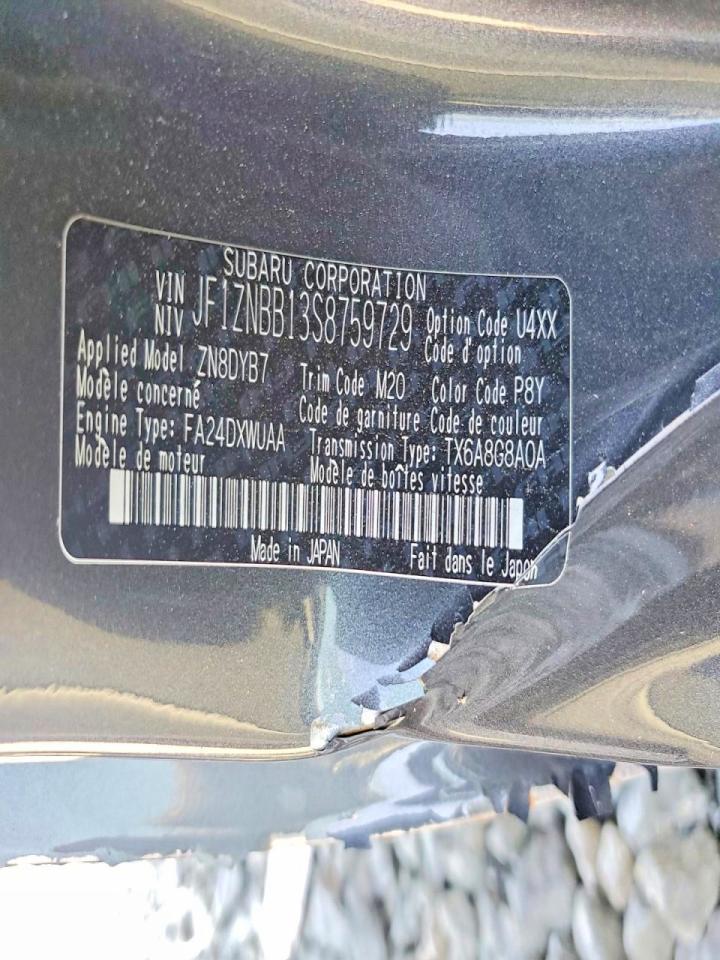 SUBARU CORPORATION
VIN
NIV JF1ZNBB13S8759729 Option Code U4XX
Code d'option
Applied Model ZN8DYB7 Trim Code M20 Color Code P8Y
Modèle concerné Code de garniture Code de couleur
Engine Type: FA24DXWUAA Transmission Type: TX6A8G8AOA
Modèle de moteur Modèle de boîtes vitesse
Made in JAPAN Fait dans le Japon